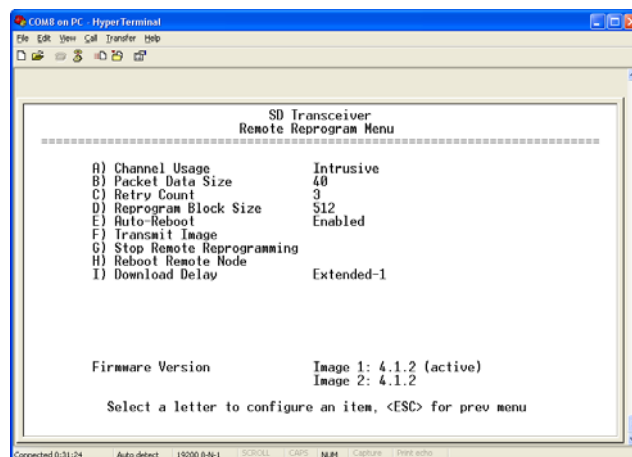 COM8 on PC - HyperTerminal
File Edit View Call Transfer Help
SD Transceiver
Remote Reprogram Menu
================================================================================
A) Channel Usage Intrusive
B) Packet Data Size 40
C) Retry Count 3
D) Reprogram Block Size 512
E) Auto-Reboot Enabled
F) Transmit Image
G) Stop Remote Reprogramming
H) Reboot Remote Node
I) Download Delay Extended-1
Firmware Version Image 1: 4.1.2 (active)
Image 2: 4.1.2
Select a letter to configure an item, <ESC> for prev menu
Connected 0:31:24 Auto detect 19200 8-N-1 SCROLL CAPS NUM Capture Print echo